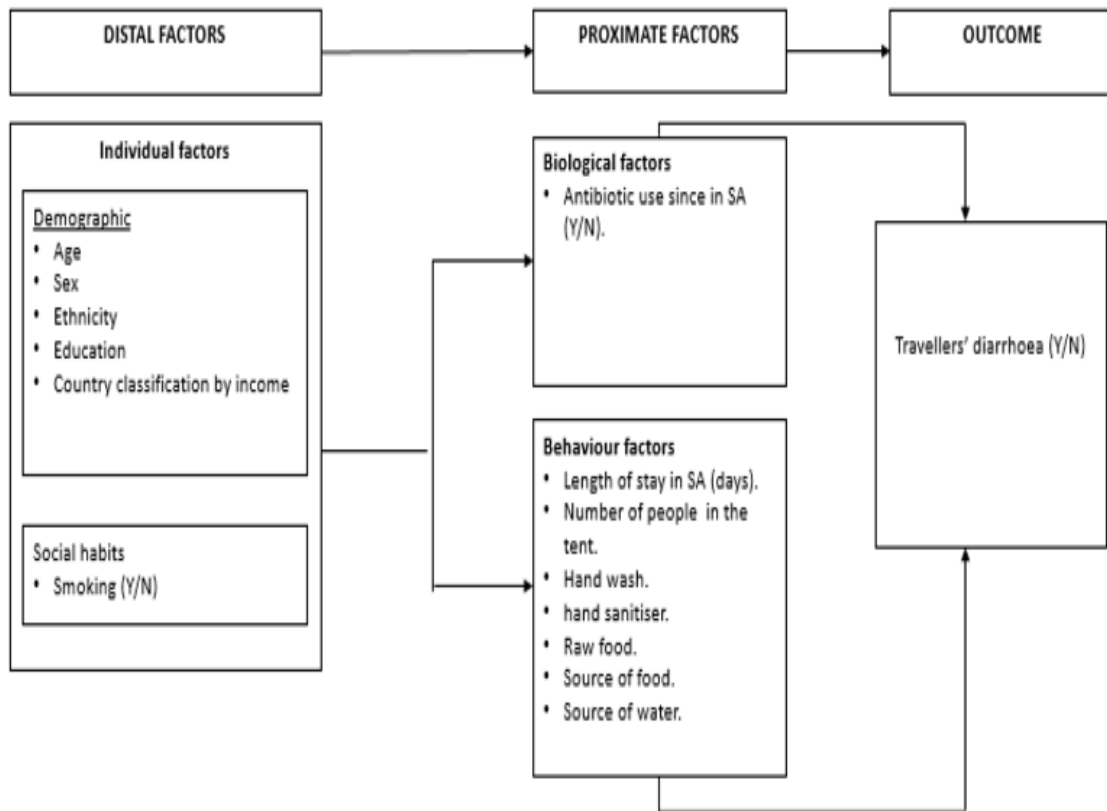 DISTAL FACTORS
PROXIMATE FACTORS
OUTCOME
Individual factors
Demographic
• Age
• Sex
• Ethnicity
• Education
• Country classification by income
Social habits
• Smoking (Y/N)
Biological factors
• Antibiotic use since in SA
(Y/N).
Behaviour factors
• Length of stay in SA (days).
• Number of people in the
tent.
• Hand wash.
• hand sanitiser.
• Raw food.
• Source of food.
• Source of water.
Travellers’ diarrhoea (Y/N)